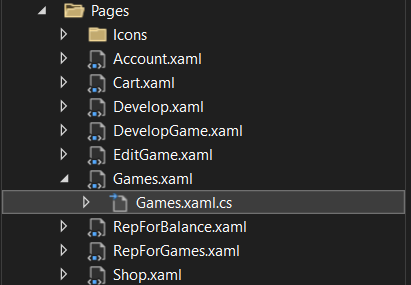 Pages
Icons
Account.xaml
Cart.xaml
Develop.xaml
DevelopGame.xaml
EditGame.xaml
Games.xaml
Games.xaml.cs
RepForBalance.xaml
RepForGames.xaml
Shop.xaml